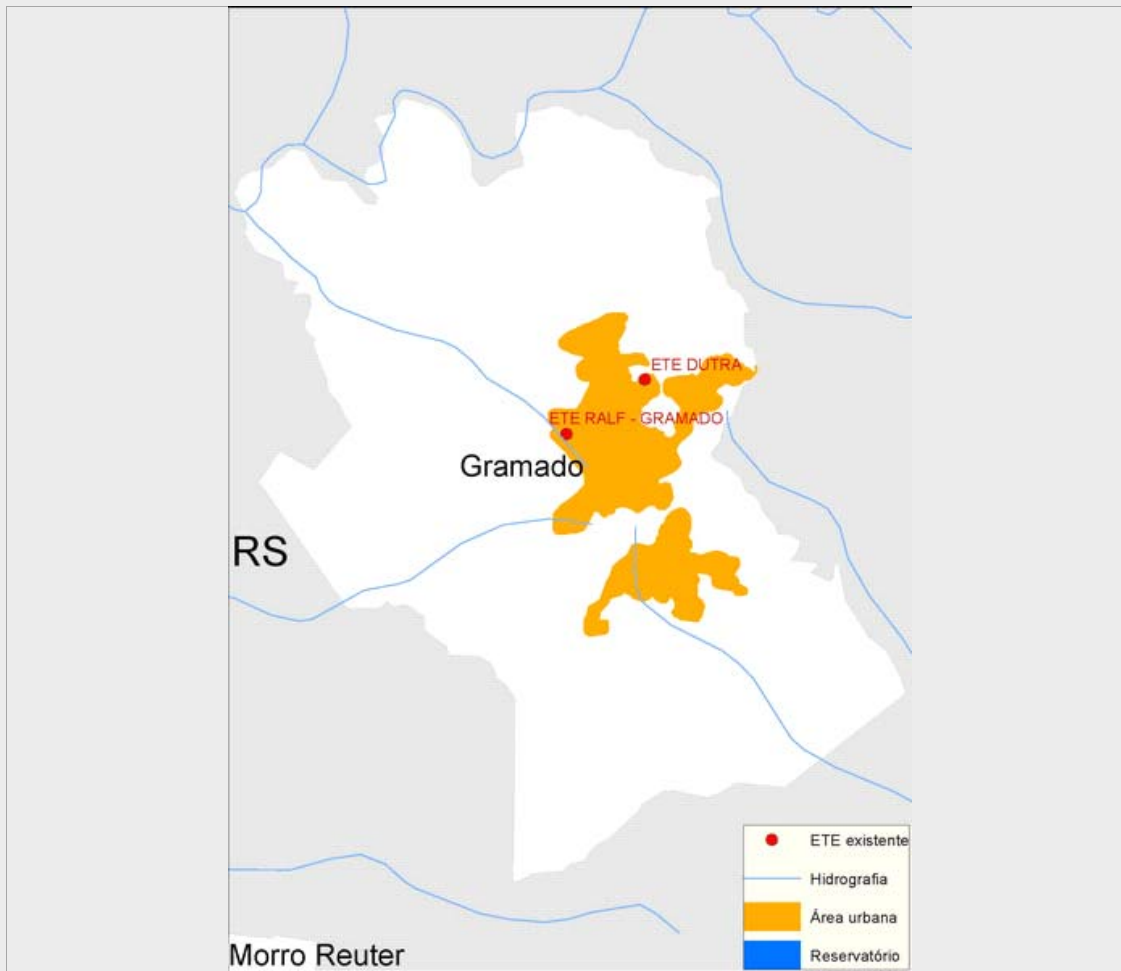 ETE DUTRA
ETE RALF - GRAMADO
Gramado
RS
ETE existente
Hidrografia
Área urbana
Reservatório
Morro Reuter